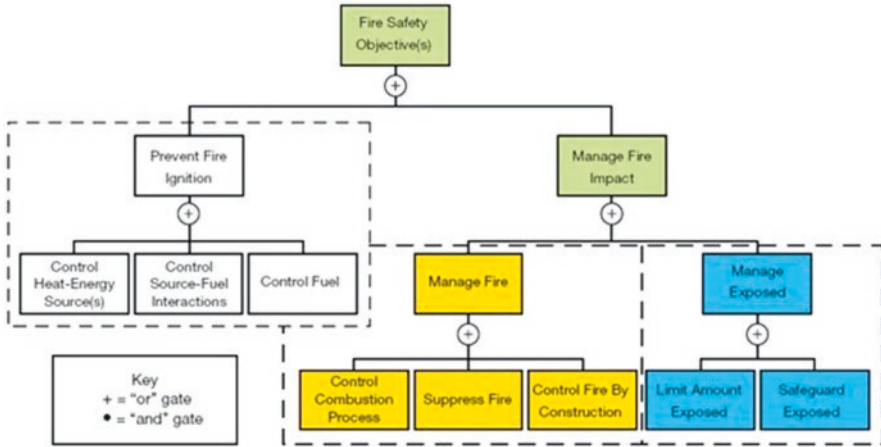 Fire Safety
Objective(s)
+
Prevent Fire
Ignition
Manage Fire
Impact
+
+
Control
Heat-Energy
Source(s)
Control
Source-Fuel
Interactions
Control Fuel
Manage Fire
Manage
Exposed
+
+
Key
+ = "or" gate
• = "and" gate
Control
Combustion
Process
Suppress Fire
Control Fire By
Construction
Limit Amount
Exposed
Safeguard
Exposed